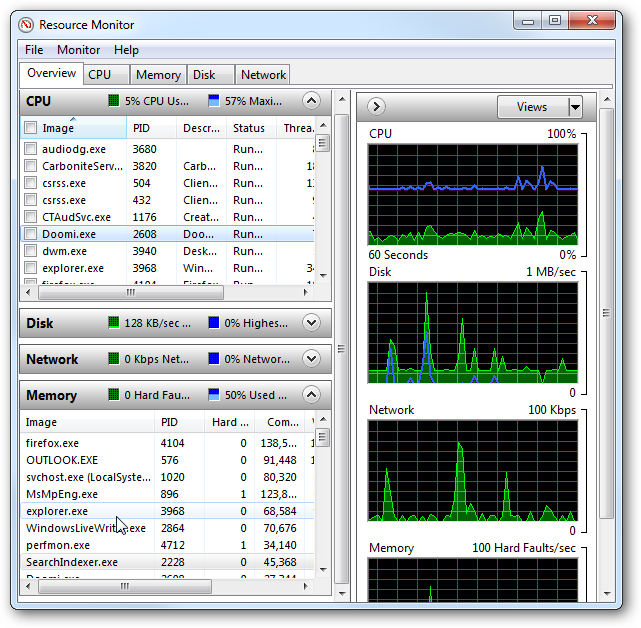 Resource Monitor
File Monitor Help
Overview CPU Memory Disk Network
CPU 5% CPU Us... 57% Maxi...
Image PID Descr... Status Threa...
audiodg.exe 3680 Run...
CarboniteServ... 3820 Carb... Run... 18
csrss.exe 504 Clien... Run...
csrss.exe 432 Clien... Run...
CTAudSvc.exe 1176 Creat... Run...
Doomi.exe 2608 Doo... Run...
dwm.exe 3940 Desk... Run...
explorer.exe 3968 Win... Run...
Disk 128 KB/sec ... 0% Highes...
Network 0 Kbps Net... 0% Networ...
Memory 0 Hard Fau... 50% Used ...
Image PID Hard ... Com...
firefox.exe 4104 0 138,5...
OUTLOOK.EXE 576 0 91,448
svchost.exe (LocalSyste... 1020 0 80,320
MsMpEng.exe 896 1 123,8...
explorer.exe 3968 0 68,584
WindowsLiveWriter.exe 2864 0 70,676
perfmon.exe 4712 1 34,140
SearchIndexer.exe 2228 0 45,368
Doomi.exe 2608 0 27,344
Views
CPU 100%
60 Seconds 0%
Disk 1 MB/sec
0
Network 100 Kbps
0
Memory 100 Hard Faults/sec